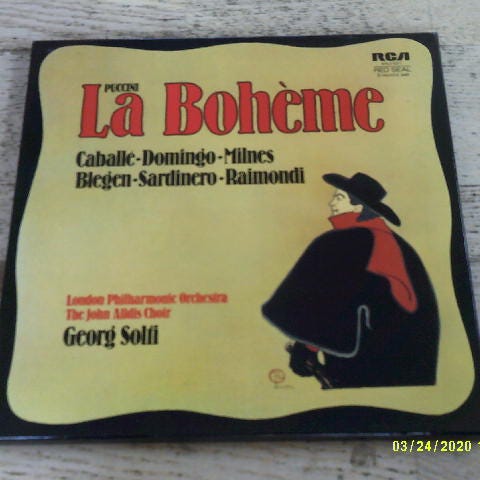 RCA
RED SEAL
PUCCINI
La Bohème
Caballé-Domingo-Milnes
Blegen-Sardinero-Raimondi
London Philharmonic Orchestra
The John Alldis Choir
Georg Solti
03/24/2020